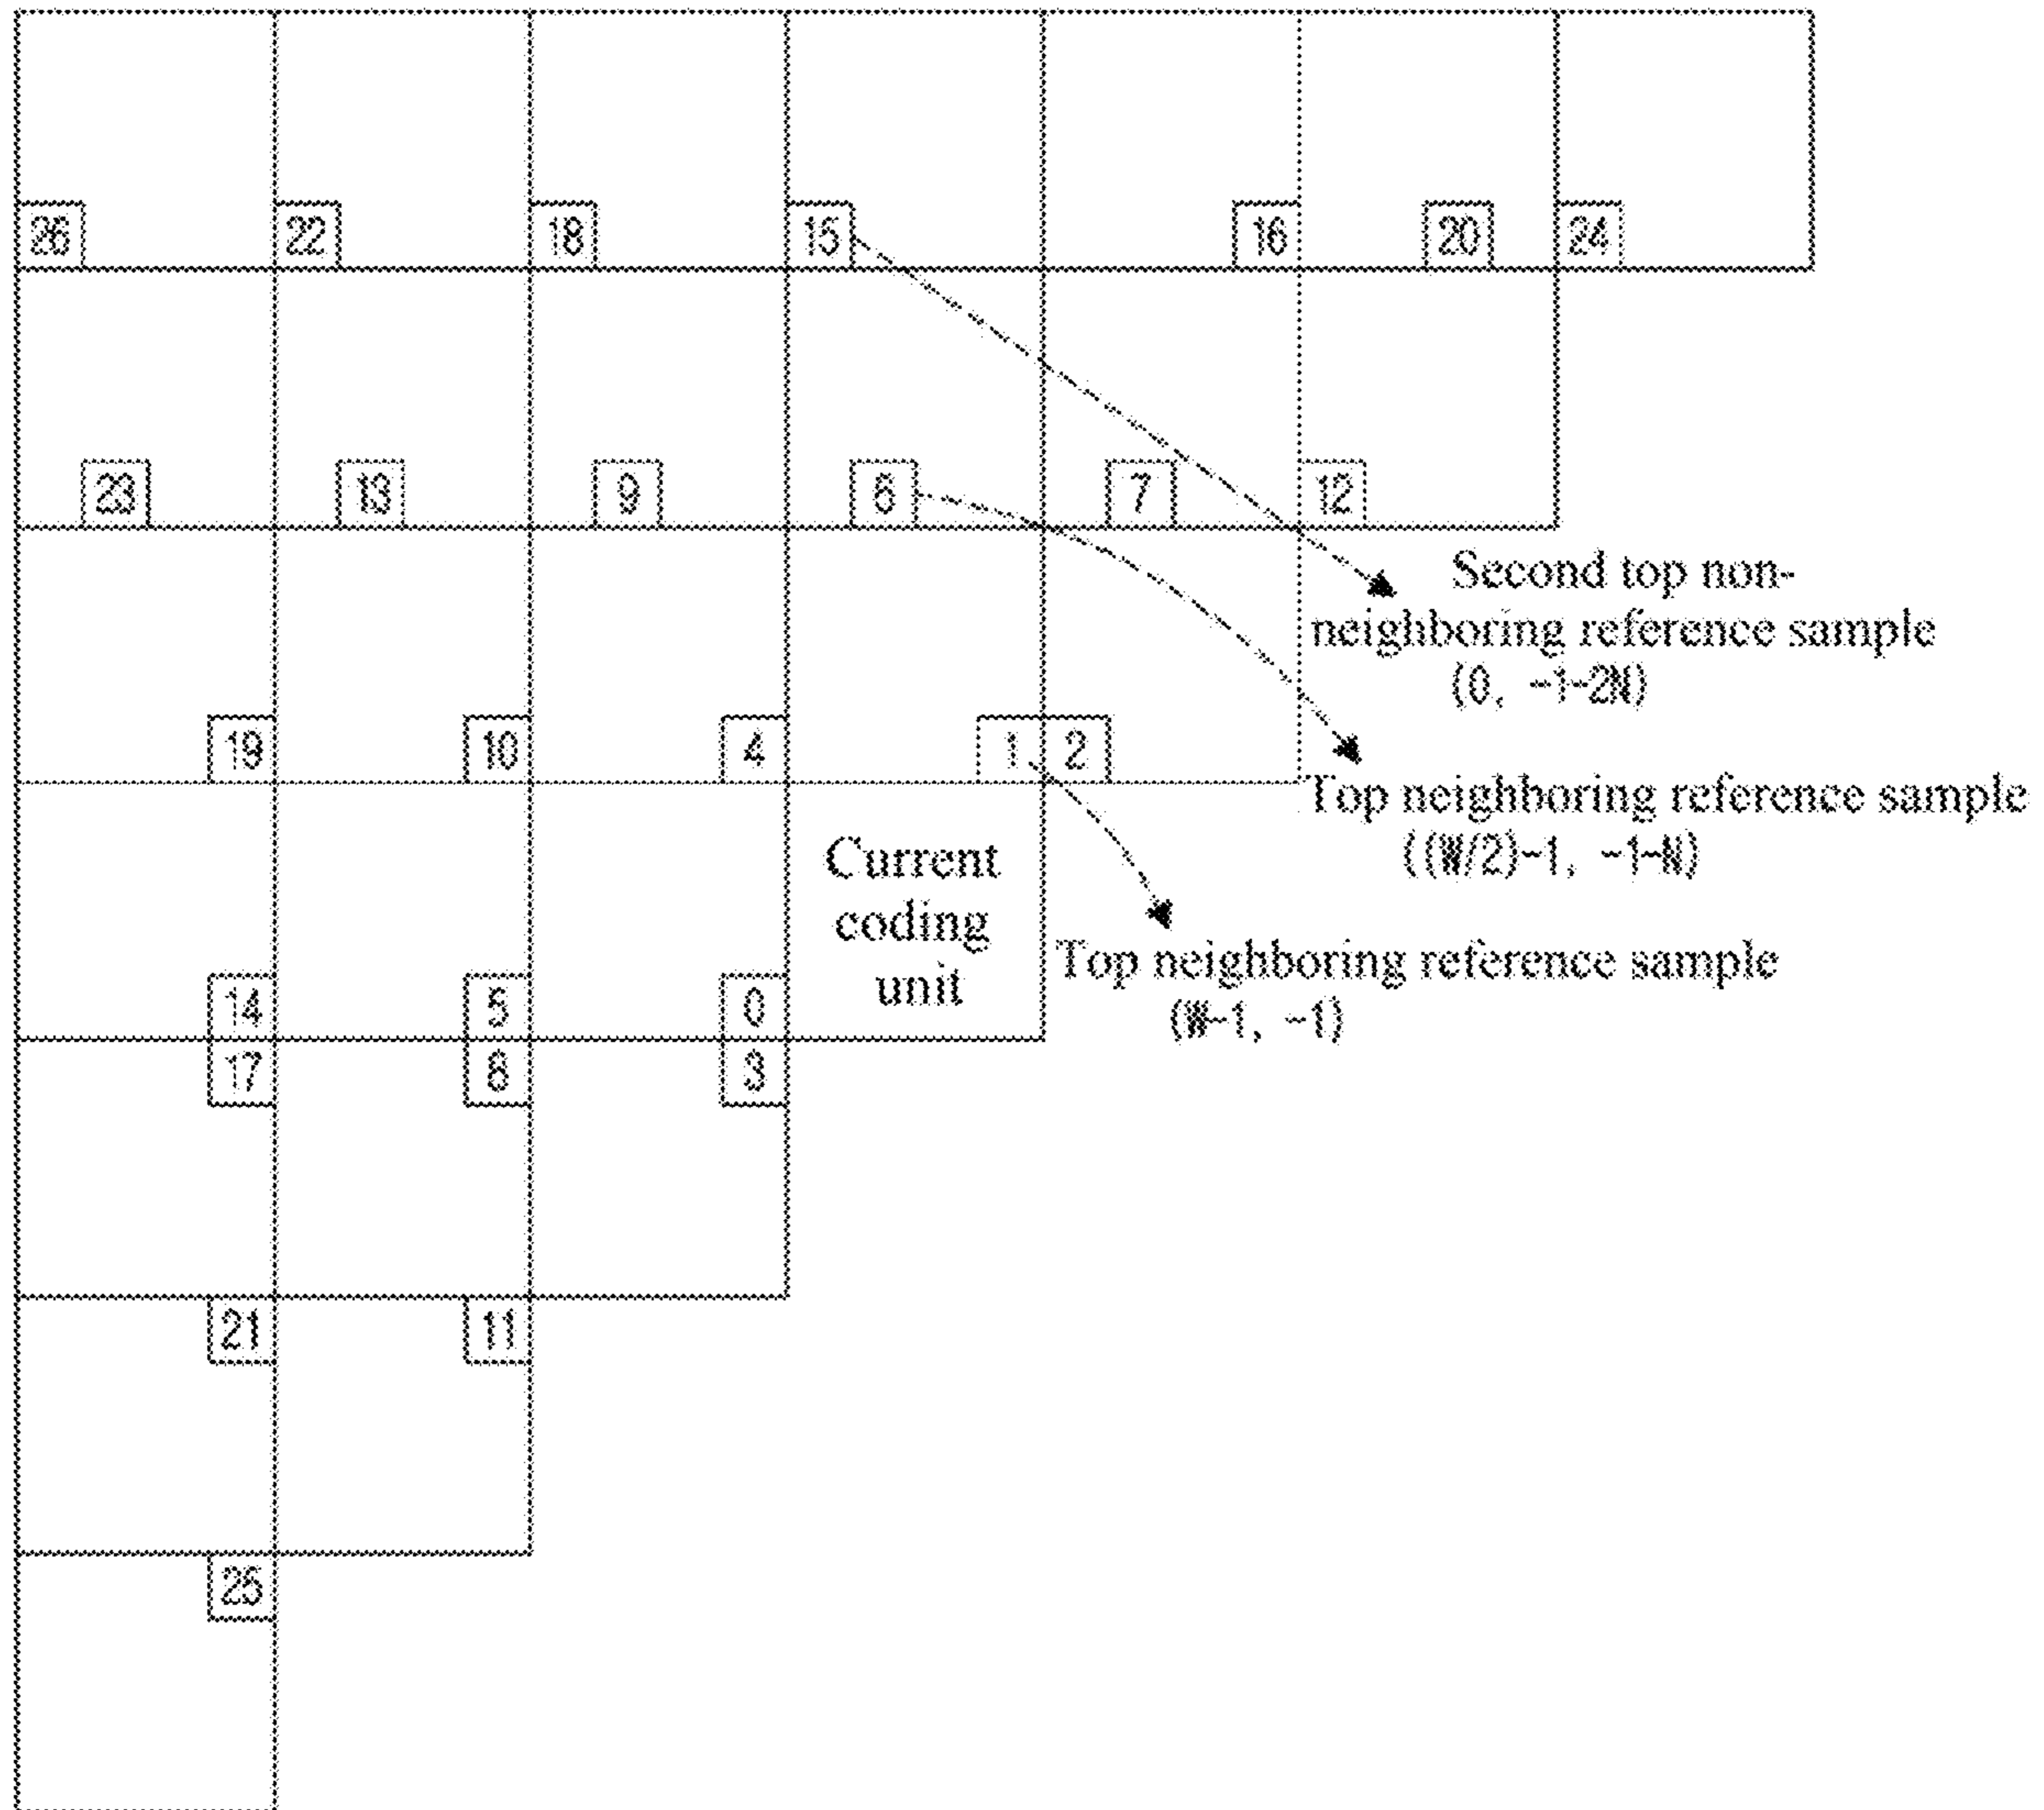 26 22 18 15 16 20 24
23 13 9 6 7 12
Second top non-
neighboring reference sample
(0, -1-2N)
19 10 4 1 2
Top neighboring reference sample
((W/2)-1, -1-N)
Current
coding
unit
Top neighboring reference sample
(W-1, -1)
14 5 0
17 8 3
21 11
25